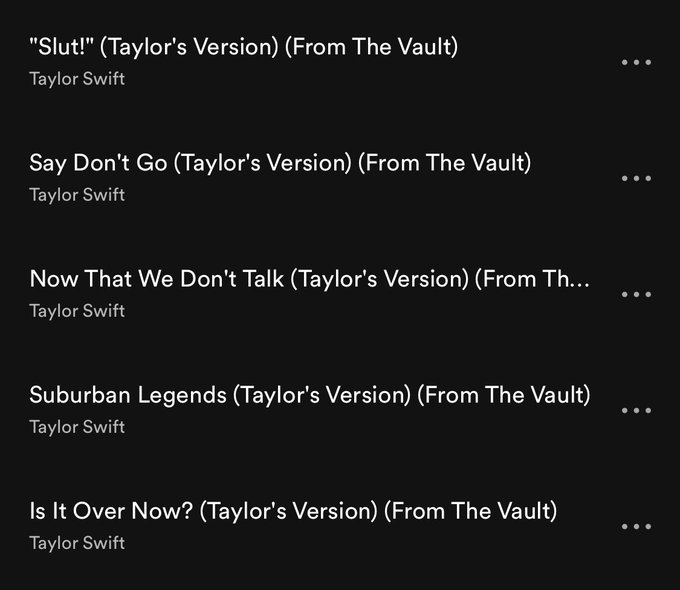 "Slut!" (Taylor's Version) (From The Vault)
Taylor Swift
Say Don't Go (Taylor's Version) (From The Vault)
Taylor Swift
Now That We Don't Talk (Taylor's Version) (From Th...
Taylor Swift
Suburban Legends (Taylor's Version) (From The Vault)
Taylor Swift
Is It Over Now? (Taylor's Version) (From The Vault)
Taylor Swift